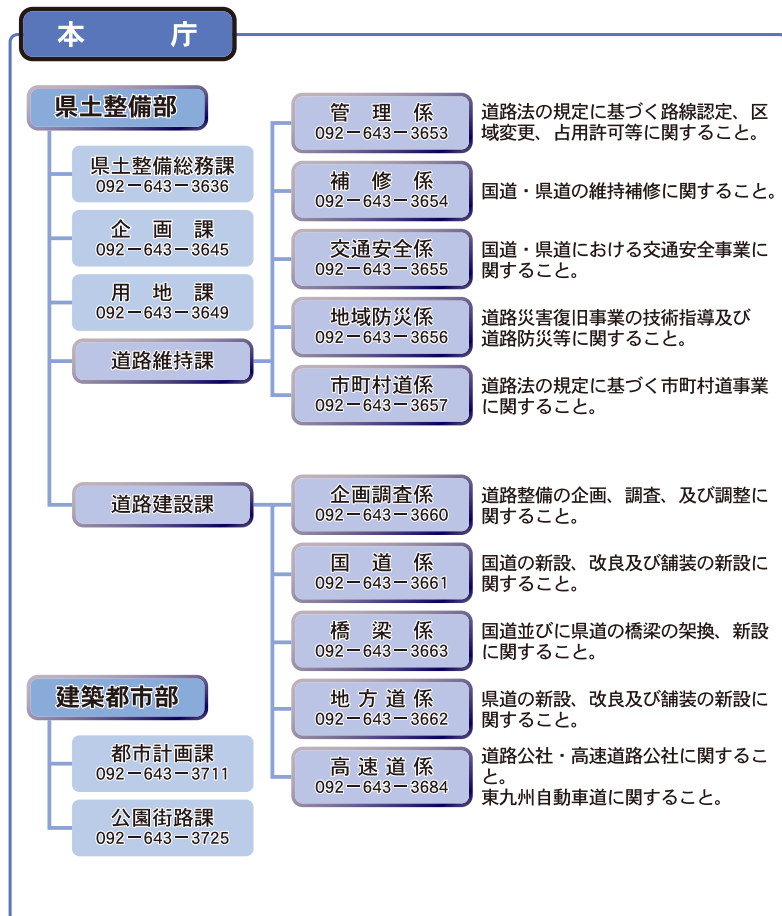 本　庁
県土整備部
県土整備総務課
092－643－3636
企　画　課
092－643－3645
用　地　課
092－643－3649
道路維持課
管　理　係
092－643－3653
道路法の規定に基づく路線認定、区
域変更、占用許可等に関すること。
補　修　係
092－643－3654
国道・県道の維持補修に関すること。
交通安全係
092－643－3655
国道・県道における交通安全事業に
関すること。
地域防災係
092－643－3656
道路災害復旧事業の技術指導及び
道路防災等に関すること。
市町村道係
092－643－3657
道路法の規定に基づく市町村道事業
に関すること。
道路建設課
企画調査係
092－643－3660
道路整備の企画、調査、及び調整に
関すること。
国　道　係
092－643－3661
国道の新設、改良及び舗装の新設に
関すること。
橋　梁　係
092－643－3663
国道並びに県道の橋梁の架換、新設
に関すること。
地 方 道 係
092－643－3662
県道の新設、改良及び舗装の新設に
関すること。
高 速 道 係
092－643－3684
道路公社・高速道路公社に関するこ
と。
東九州自動車道に関すること。
建築都市部
都市計画課
092－643－3711
公園街路課
092－643－3725